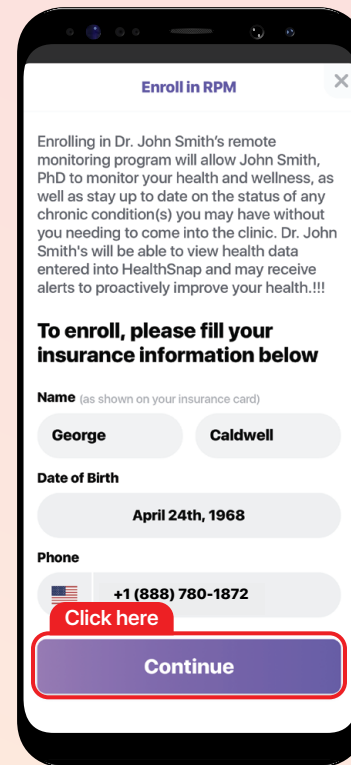 Enroll in RPM
Enrolling in Dr. John Smith’s remote
monitoring program will allow John Smith,
PhD to monitor your health and wellness, as
well as stay up to date on the status of any
chronic condition(s) you may have without
you needing to come into the clinic. Dr. John
Smith's will be able to view health data
entered into HealthSnap and may receive
alerts to proactively improve your health.!!!
To enroll, please fill your
insurance information below
Name (as shown on your insurance card)
George Caldwell
Date of Birth
April 24th, 1968
Phone
+1 (888) 780-1872
Click here
Continue